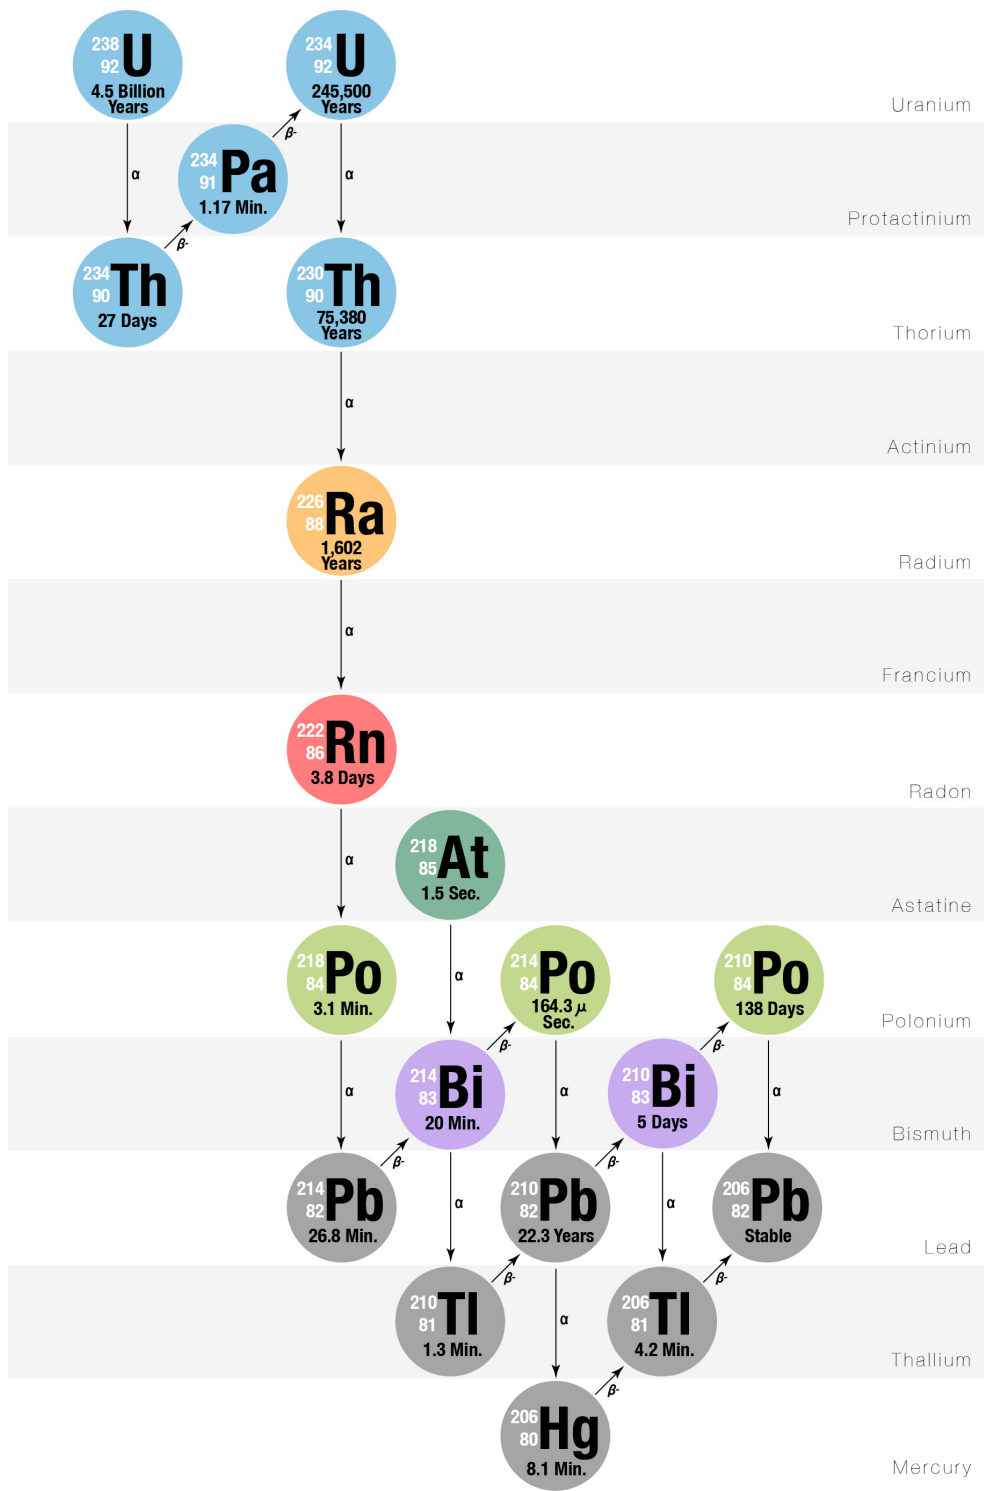 238
92
U
4.5 Billion
Years
234
92
U
245,500
Years
Uranium
β-
α
α
234
91
Pa
1.17 Min.
Protactinium
β-
234
90
Th
27 Days
230
90
Th
75,380
Years
Thorium
α
Actinium
226
88
Ra
1,602
Years
Radium
α
Francium
222
86
Rn
3.8 Days
Radon
α
218
85
At
1.5 Sec.
Astatine
218
84
Po
3.1 Min.
α
214
84
Po
164.3 μ
Sec.
210
84
Po
138 Days
Polonium
β-
β-
α
214
83
Bi
20 Min.
α
210
83
Bi
5 Days
α
Bismuth
β-
β-
214
82
Pb
26.8 Min.
α
210
82
Pb
22.3 Years
α
206
82
Pb
Stable
Lead
β-
β-
210
81
Tl
1.3 Min.
α
206
81
Tl
4.2 Min.
Thallium
β-
206
80
Hg
8.1 Min.
Mercury